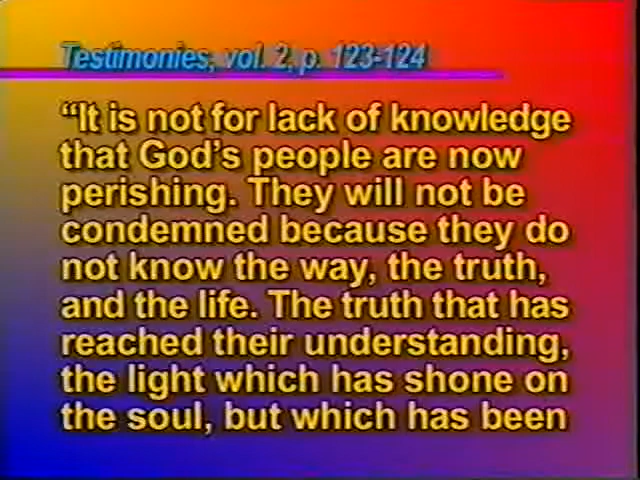 Testimonies, vol. 2, p. 123-124
“It is not for lack of knowledge
that God’s people are now
perishing. They will not be
condemned because they do
not know the way, the truth,
and the life. The truth that has
reached their understanding,
the light which has shone on
the soul, but which has been